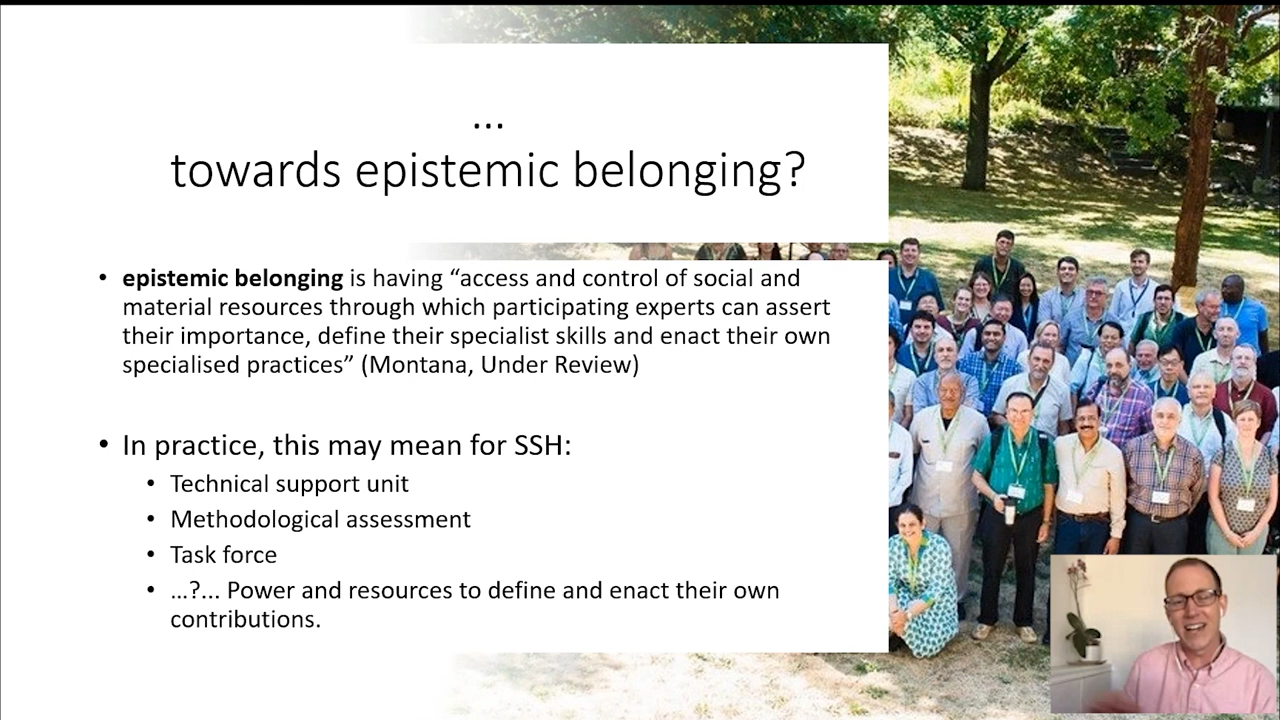 ...
towards epistemic belonging?
• epistemic belonging is having “access and control of social and
material resources through which participating experts can assert
their importance, define their specialist skills and enact their own
specialised practices” (Montana, Under Review)
• In practice, this may mean for SSH:
• Technical support unit
• Methodological assessment
• Task force
• ...?... Power and resources to define and enact their own
contributions.